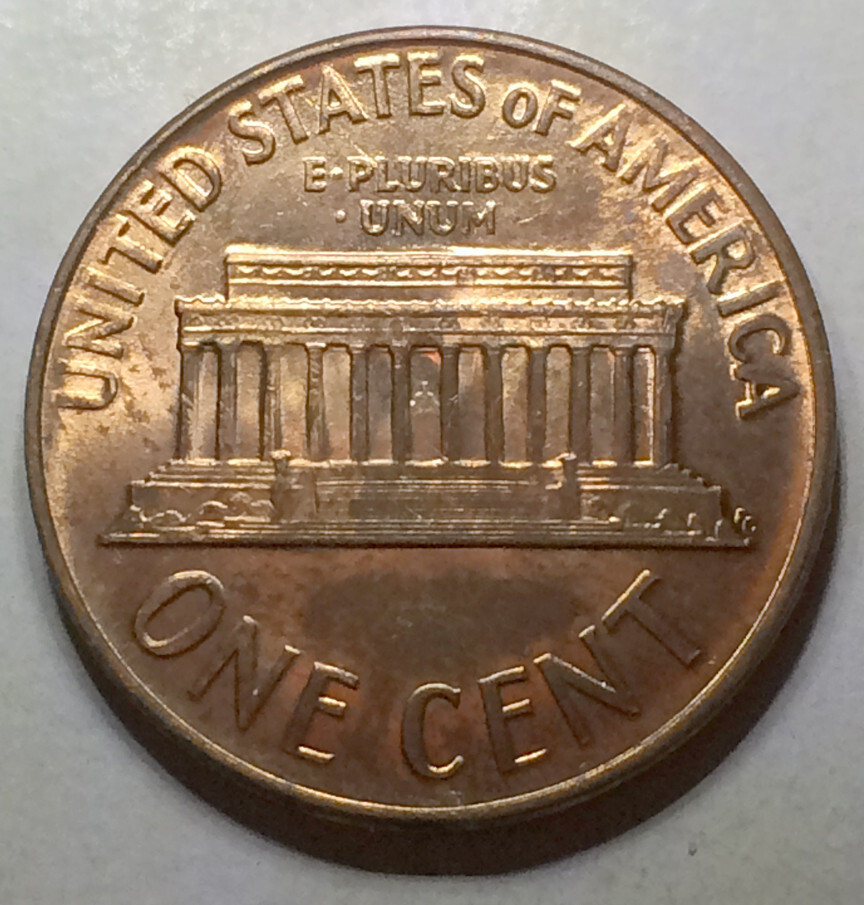 UNITED STATES oF AMERICA
E·PLURIBUS
·UNUM
ONE CENT